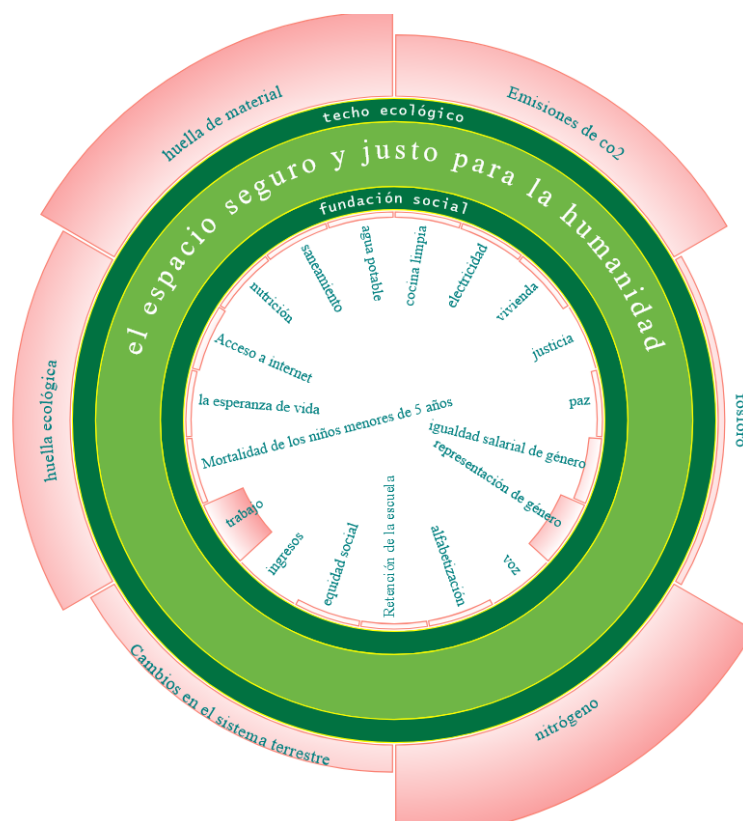 huella de material
Emisiones de co2
techo ecológico
el espacio seguro y justo para la humanidad
fundación social
agua potable
cocina limpia
saneamiento
electricidad
nutrición
vivienda
Acceso a internet
justicia
la esperanza de vida
paz
Mortalidad de los niños menores de 5 años
igualdad salarial de género
representación de género
trabajo
ingresos
equidad social
Retención de la escuela
alfabetización
voz
huella ecológica
fósforo
Cambios en el sistema terrestre
nitrógeno